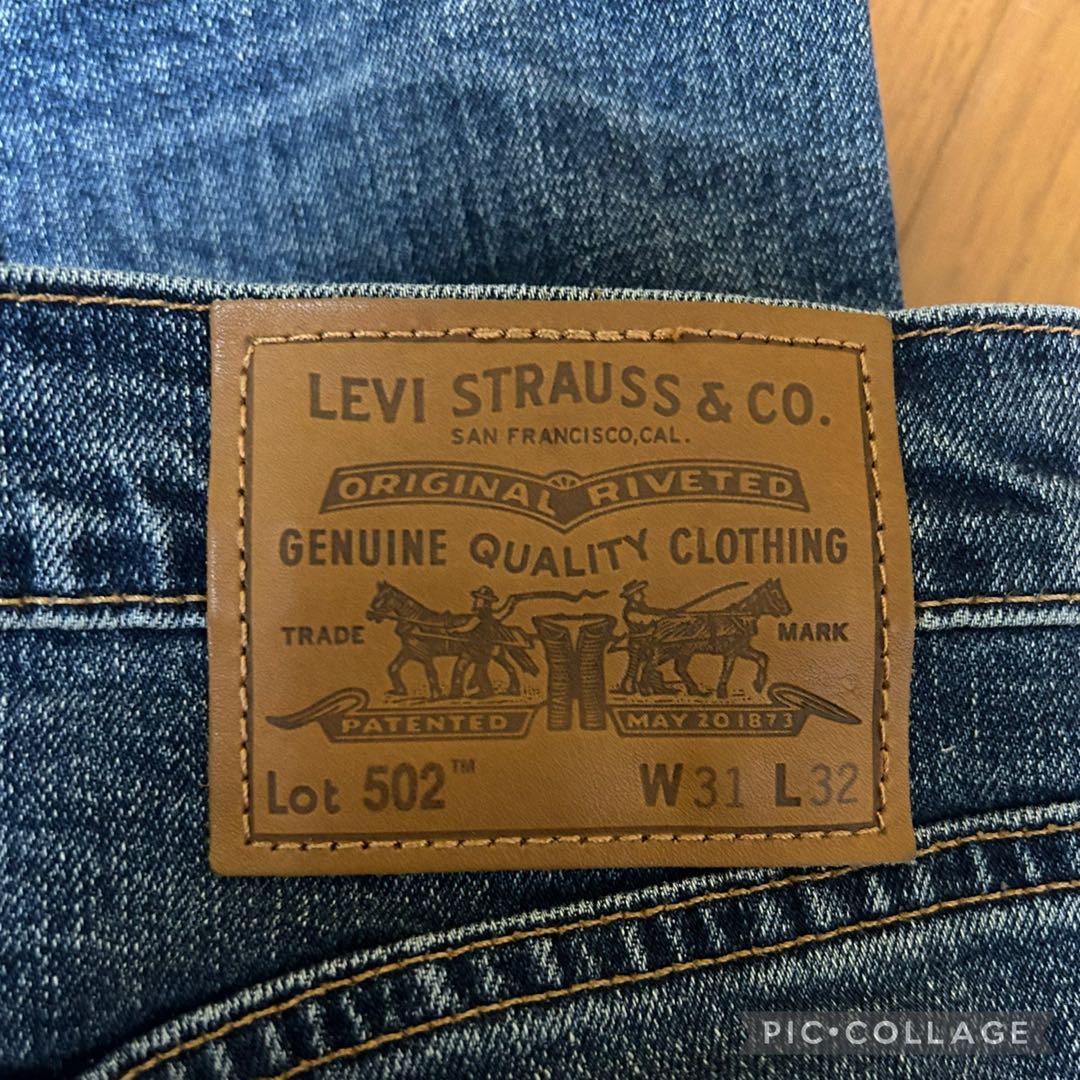 LEVI STRAUSS & CO.
SAN FRANCISCO, CAL.
ORIGINAL RIVETED
GENUINE QUALITY CLOTHING
TRADE MARK
PATENTED MAY 20 1873
Lot 502™ W31 L32
PIC•COLLAGE